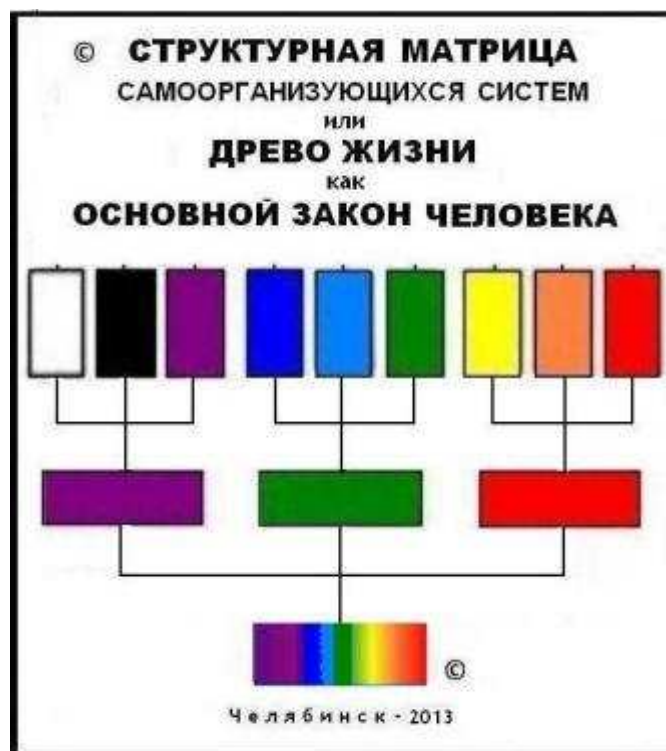 © СТРУКТУРНАЯ МАТРИЦА
САМООРГАНИЗУЮЩИХСЯ СИСТЕМ
или
ДРЕВО ЖИЗНИ
как
ОСНОВНОЙ ЗАКОН ЧЕЛОВЕКА
©
Челябинск - 2013